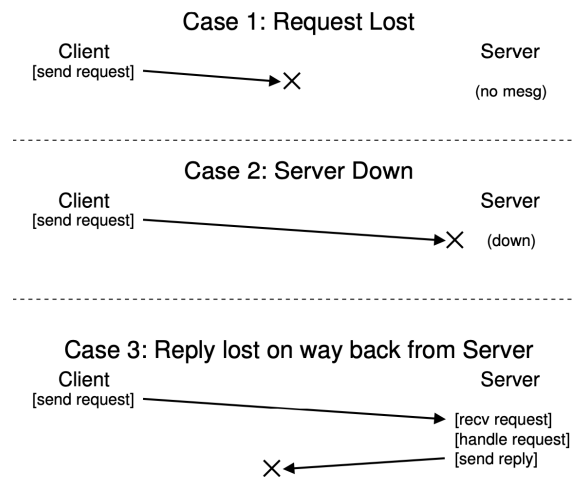 Case 1: Request Lost
Client
Server
[send request]
(no mesg)
Case 2: Server Down
Client
Server
[send request]
(down)
Case 3: Reply lost on way back from Server
Client
Server
[send request]
[recv request]
[handle request]
[send reply]